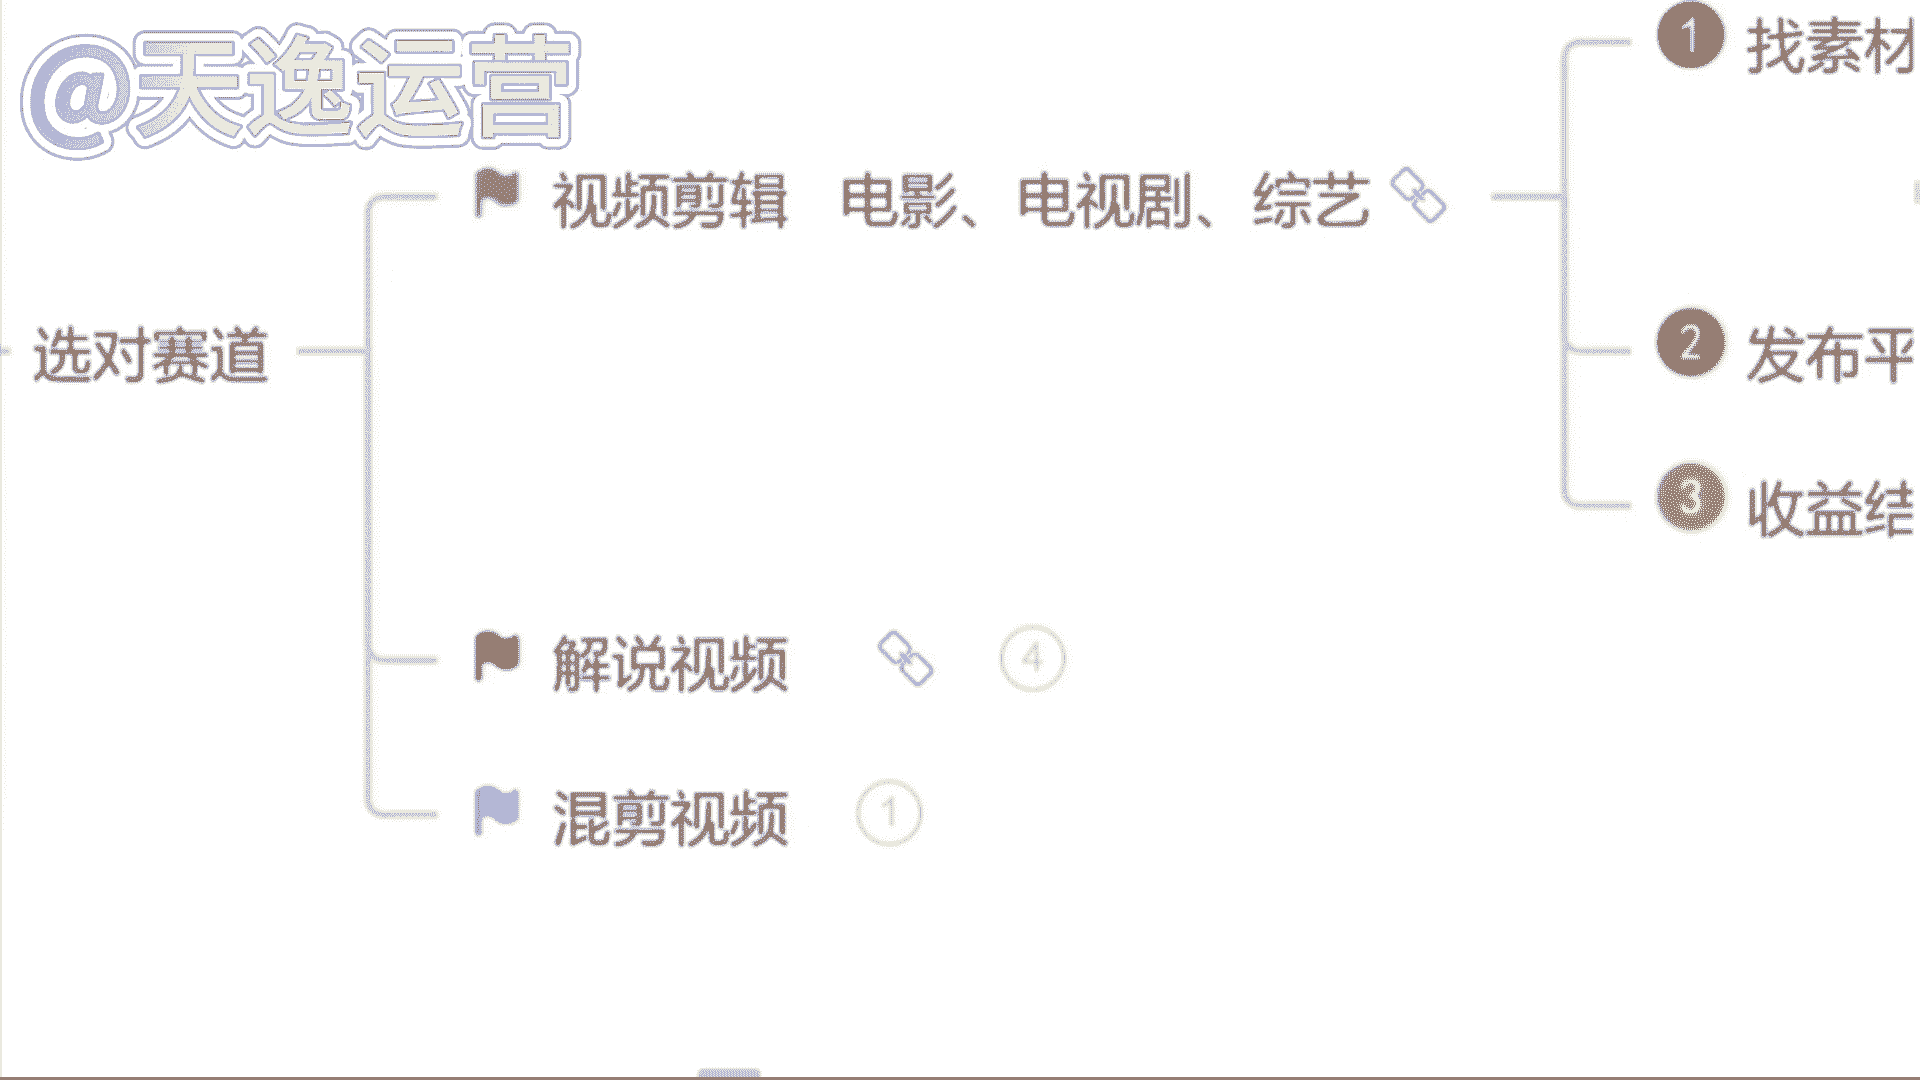 @天逸运营
选对赛道
视频剪辑 电影、电视剧、综艺
1 找素材
2 发布平
3 收益结
解说视频 4
混剪视频 1